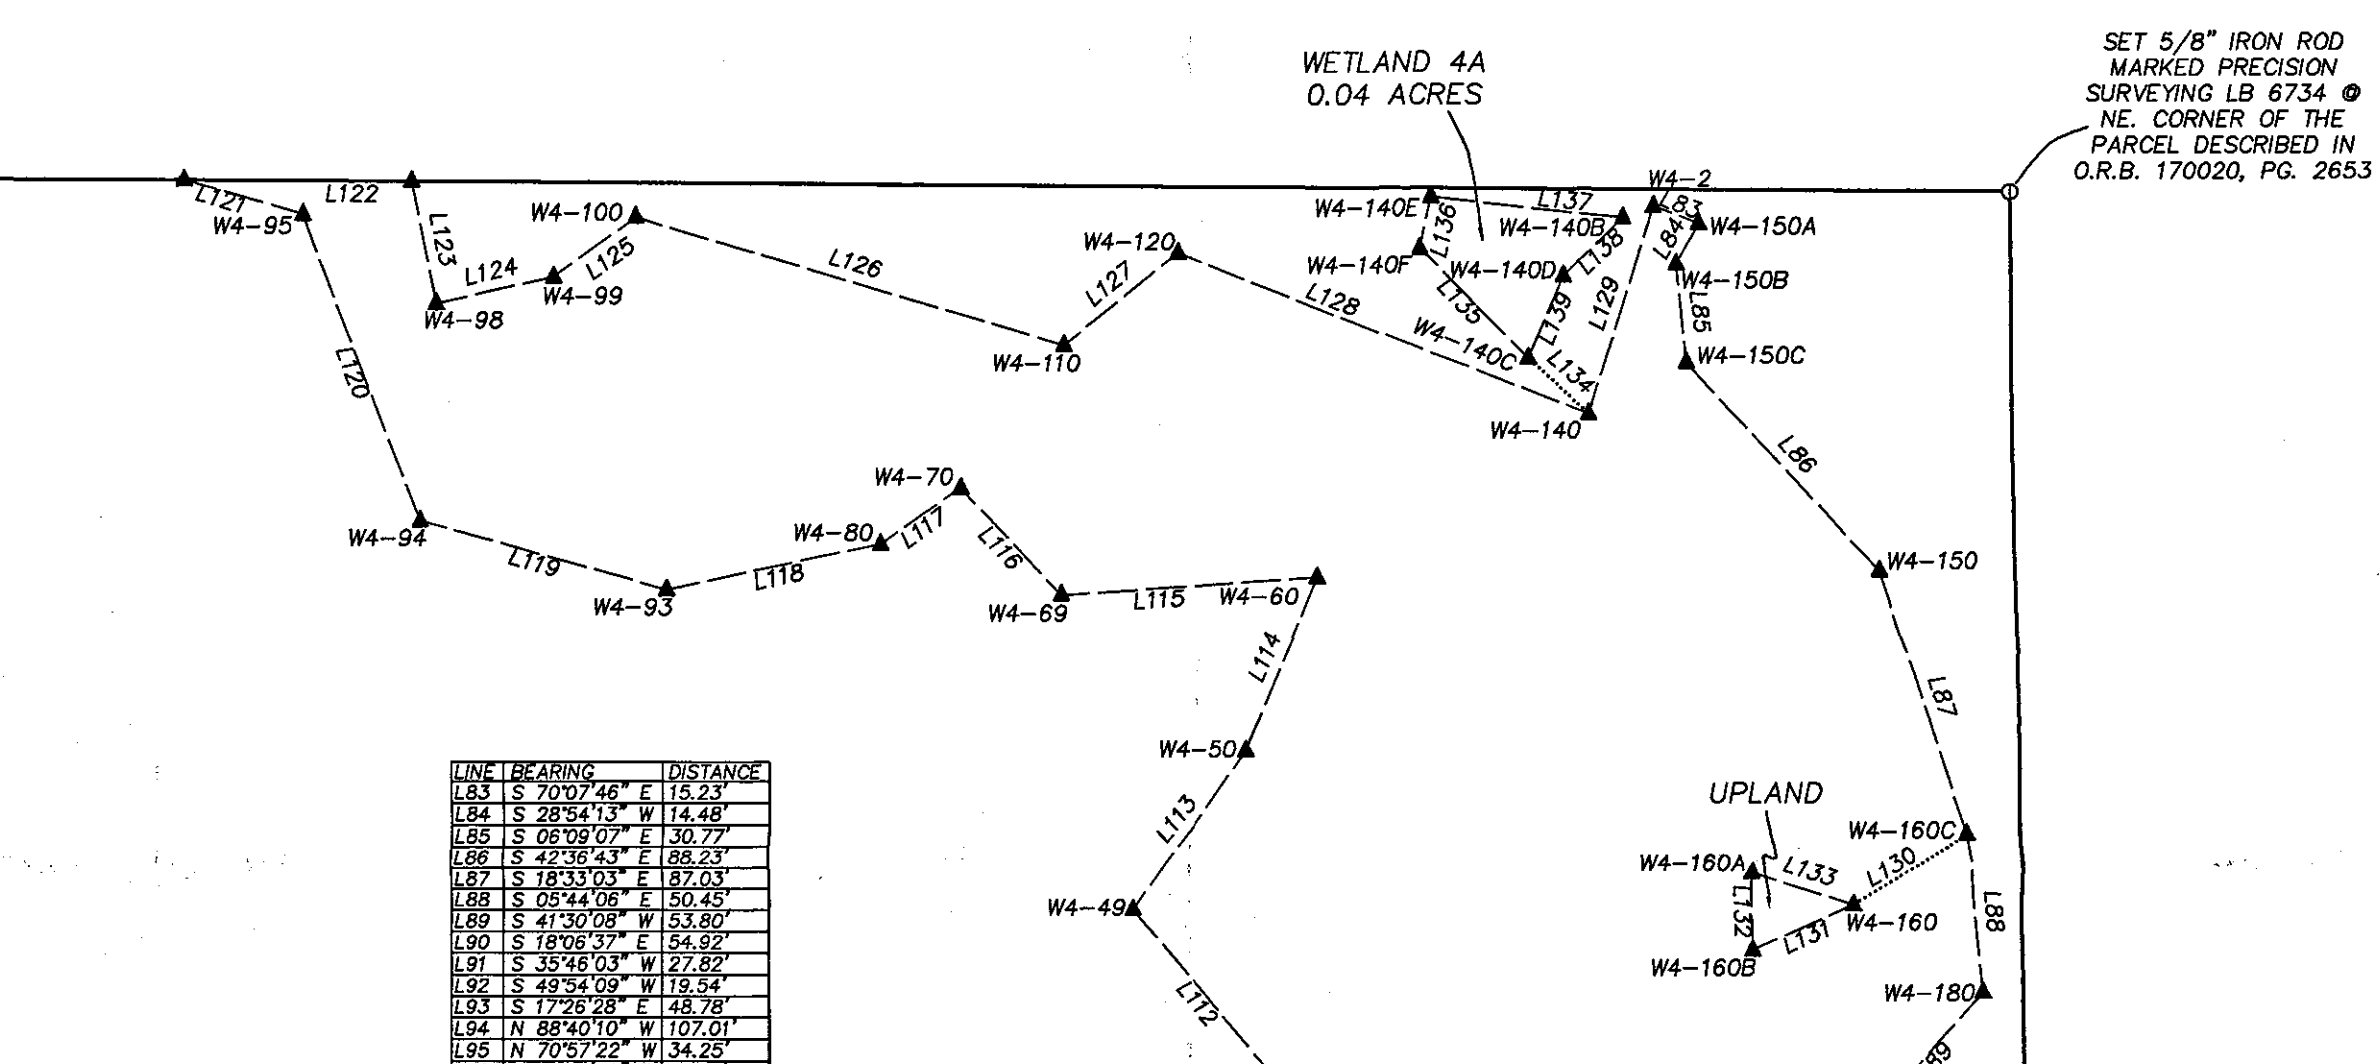 SET 5/8" IRON ROD
MARKED PRECISION
SURVEYING LB 6734 @
NE. CORNER OF THE
PARCEL DESCRIBED IN
O.R.B. 170020, PG. 2653
WETLAND 4A
0.04 ACRES
W4-2
L121
L122
W4-95
L123
W4-100
L124
L125
W4-99
W4-98
L126
W4-120
L127
W4-110
L128
W4-140E
L137
L83
L136
W4-140B
W4-150A
L84
L138
W4-140F
W4-140D
W4-150B
L135
L139
L129
L85
W4-140C
L134
W4-150C
W4-140
L120
L86
W4-70
W4-80
L117
L116
W4-94
L119
L118
W4-93
W4-69
L115
W4-60
W4-150
L114
L87
W4-50
L113
W4-49
L112
UPLAND
W4-160C
W4-160A
L133
L130
L132
L131
W4-160
W4-160B
L88
W4-180
L89
LINE BEARING DISTANCE
L83 S 70°07'46" E 15.23'
L84 S 28°54'13" W 14.48'
L85 S 06°09'07" E 30.77'
L86 S 42°36'43" E 88.23'
L87 S 18°33'03" E 87.03'
L88 S 05°44'06" E 50.45'
L89 S 41°30'08" W 53.80'
L90 S 18°06'37" E 54.92'
L91 S 35°46'03" W 27.82'
L92 S 49°54'09" W 19.54'
L93 S 17°26'28" E 48.78'
L94 N 88°40'10" W 107.01'
L95 N 70°57'22" W 34.25'